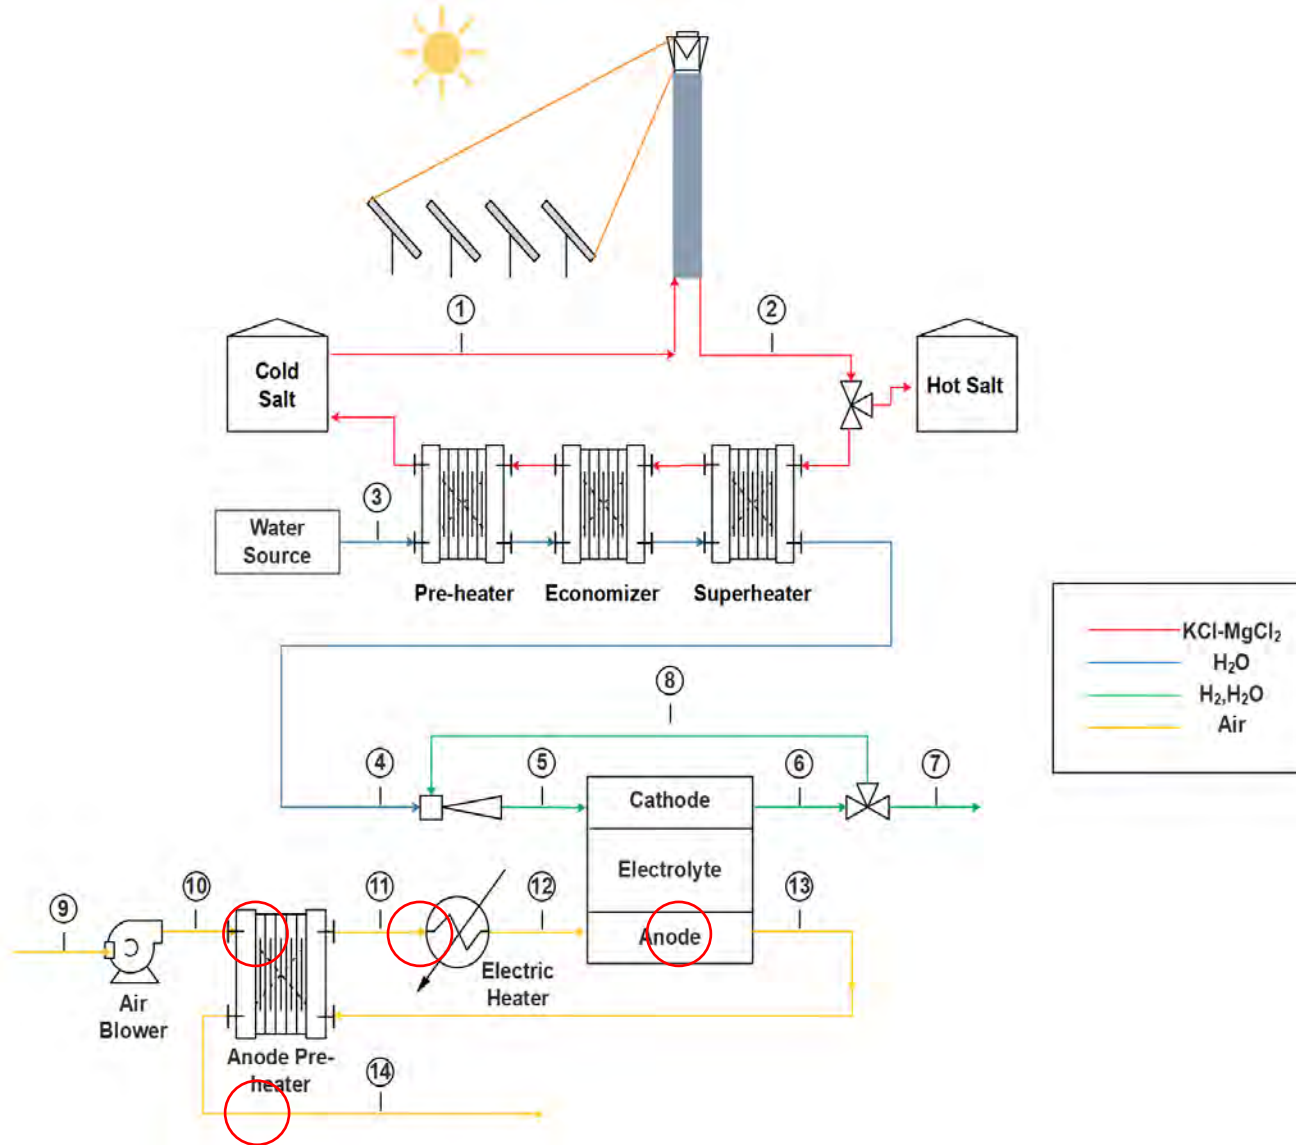 1
2
Cold
Salt
Hot Salt
3
Water
Source
Pre-heater
Economizer
Superheater
KCl-MgCl₂
H₂O
H₂,H₂O
Air
8
4
5
6
7
Cathode
Electrolyte
Anode
9
10
11
12
13
Air
Blower
Electric
Heater
Anode Pre-
heater
14